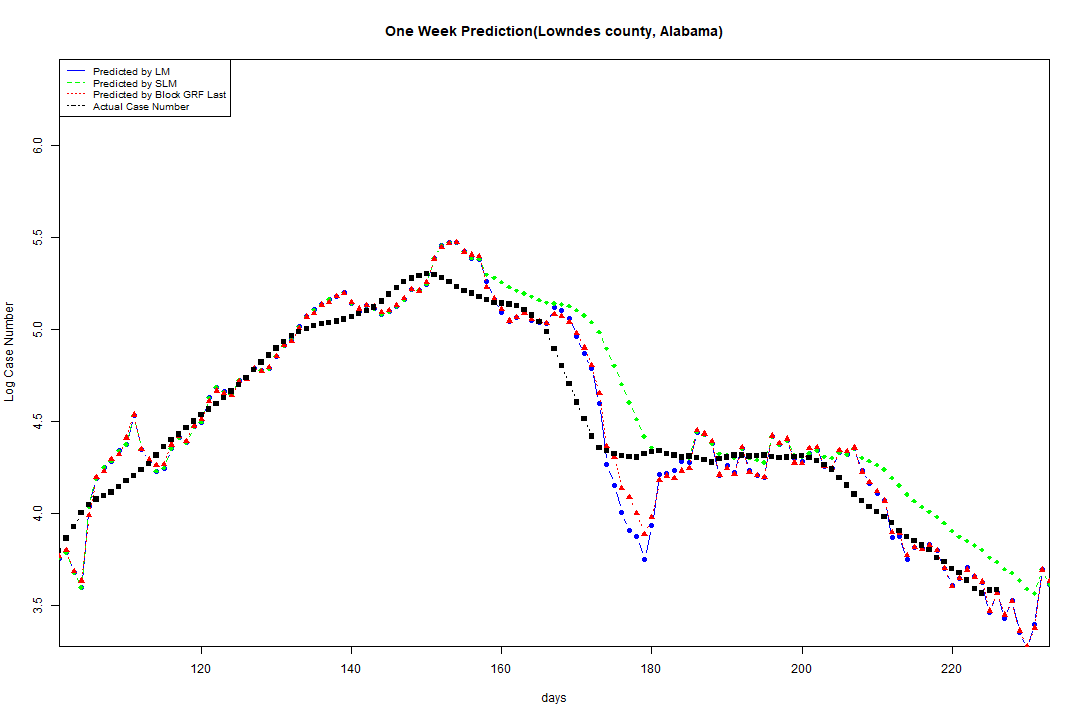 One Week Prediction(Lowndes county, Alabama)
Predicted by LM
Predicted by SLM
Predicted by Block GRF Last
Actual Case Number
Log Case Number
6.0
5.5
5.0
4.5
4.0
3.5
120 140 160 180 200 220
days